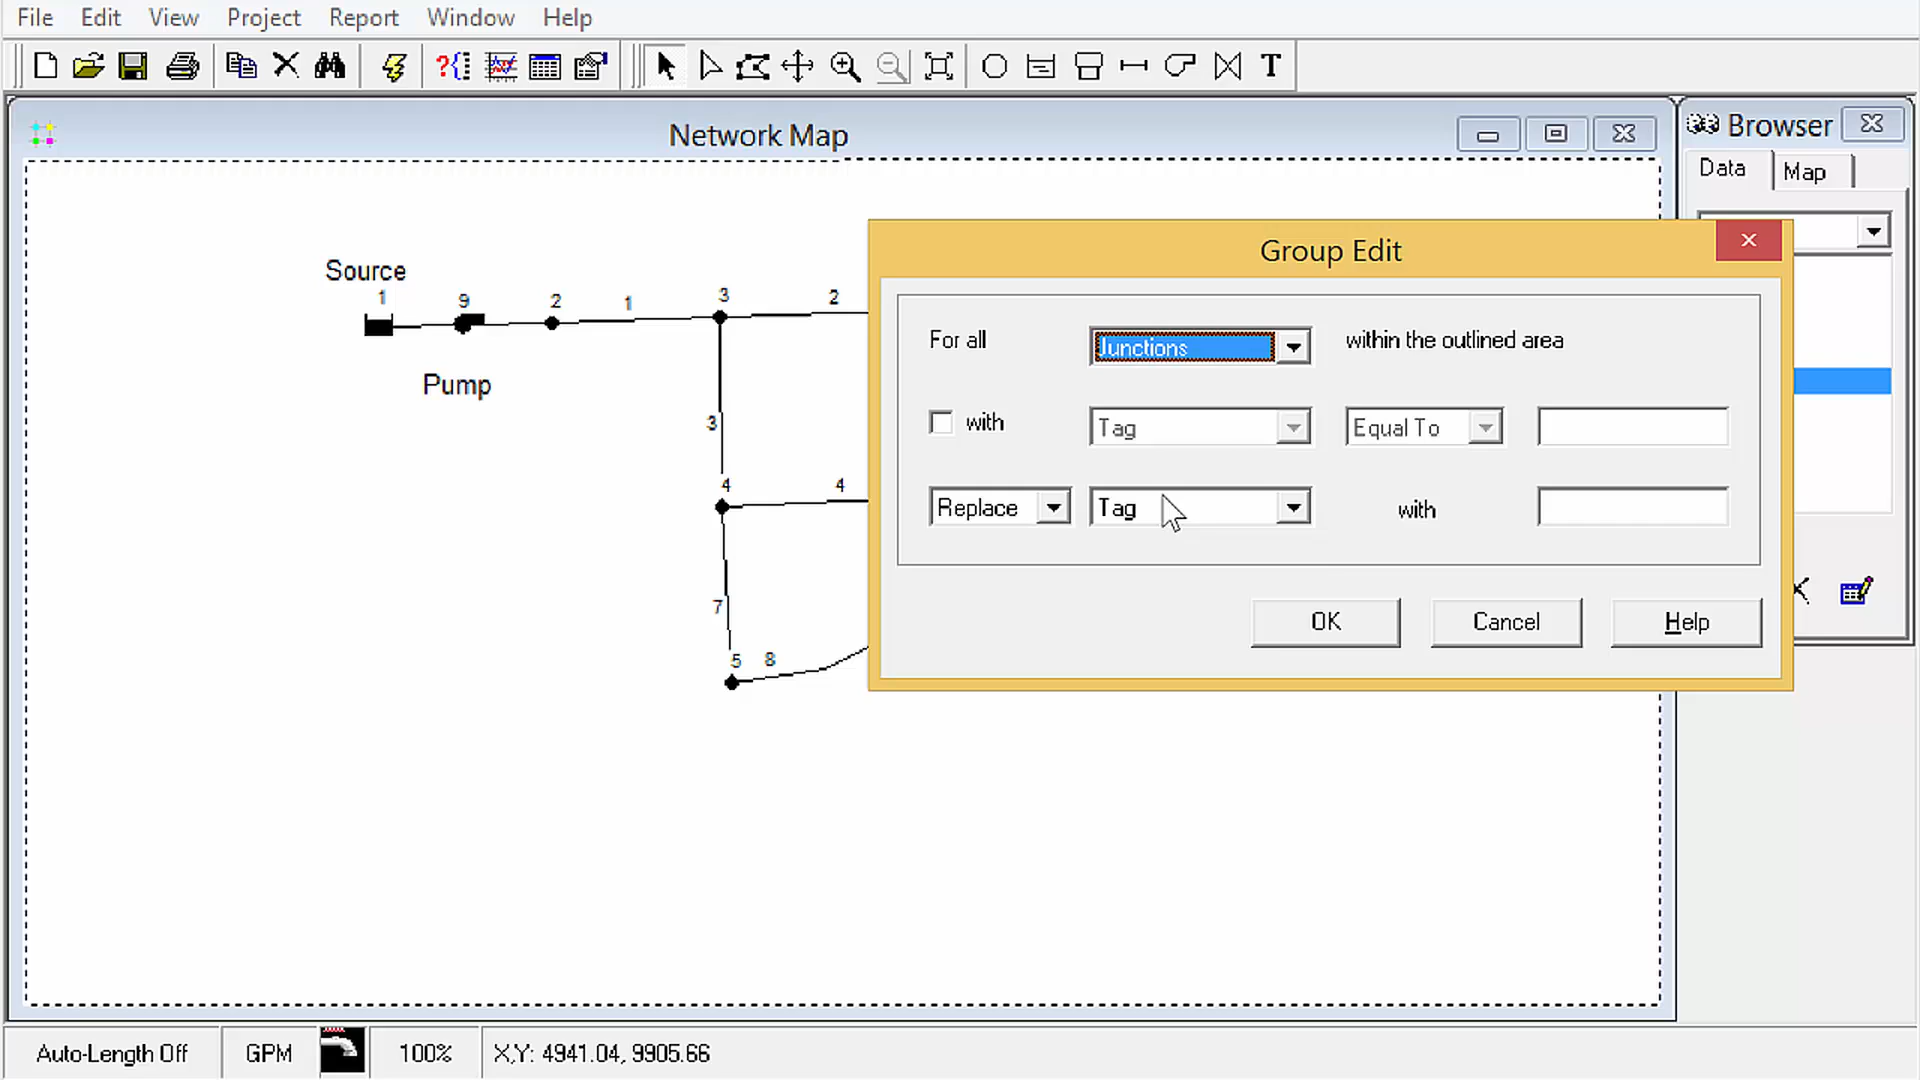 File Edit View Project Report Window Help
Network Map
Browser
Data Map
Group Edit
Source
1 9 2 1 3 2
For all Junctions within the outlined area
Pump
3
with Tag Equal To
4 4
Replace Tag with
7
OK Cancel Help
5 8
Auto-Length Off GPM 100% X,Y: 4941.04, 9905.66